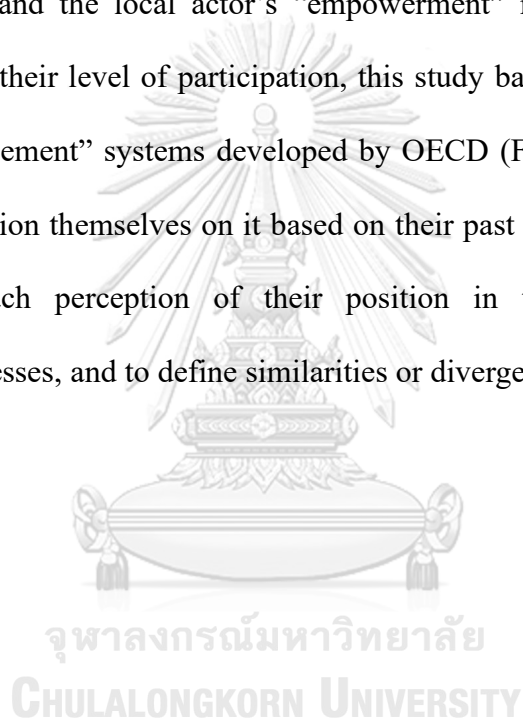 and the local actor's "empowerment"
their level of participation, this study
ement" systems developed by OECD
ion themselves on it based on their past
ch perception of their position in
esses, and to define similarities or
จุฬาลงกรณ์มหาวิทยาลัย
CHULALONGKORN UNIVERSITY